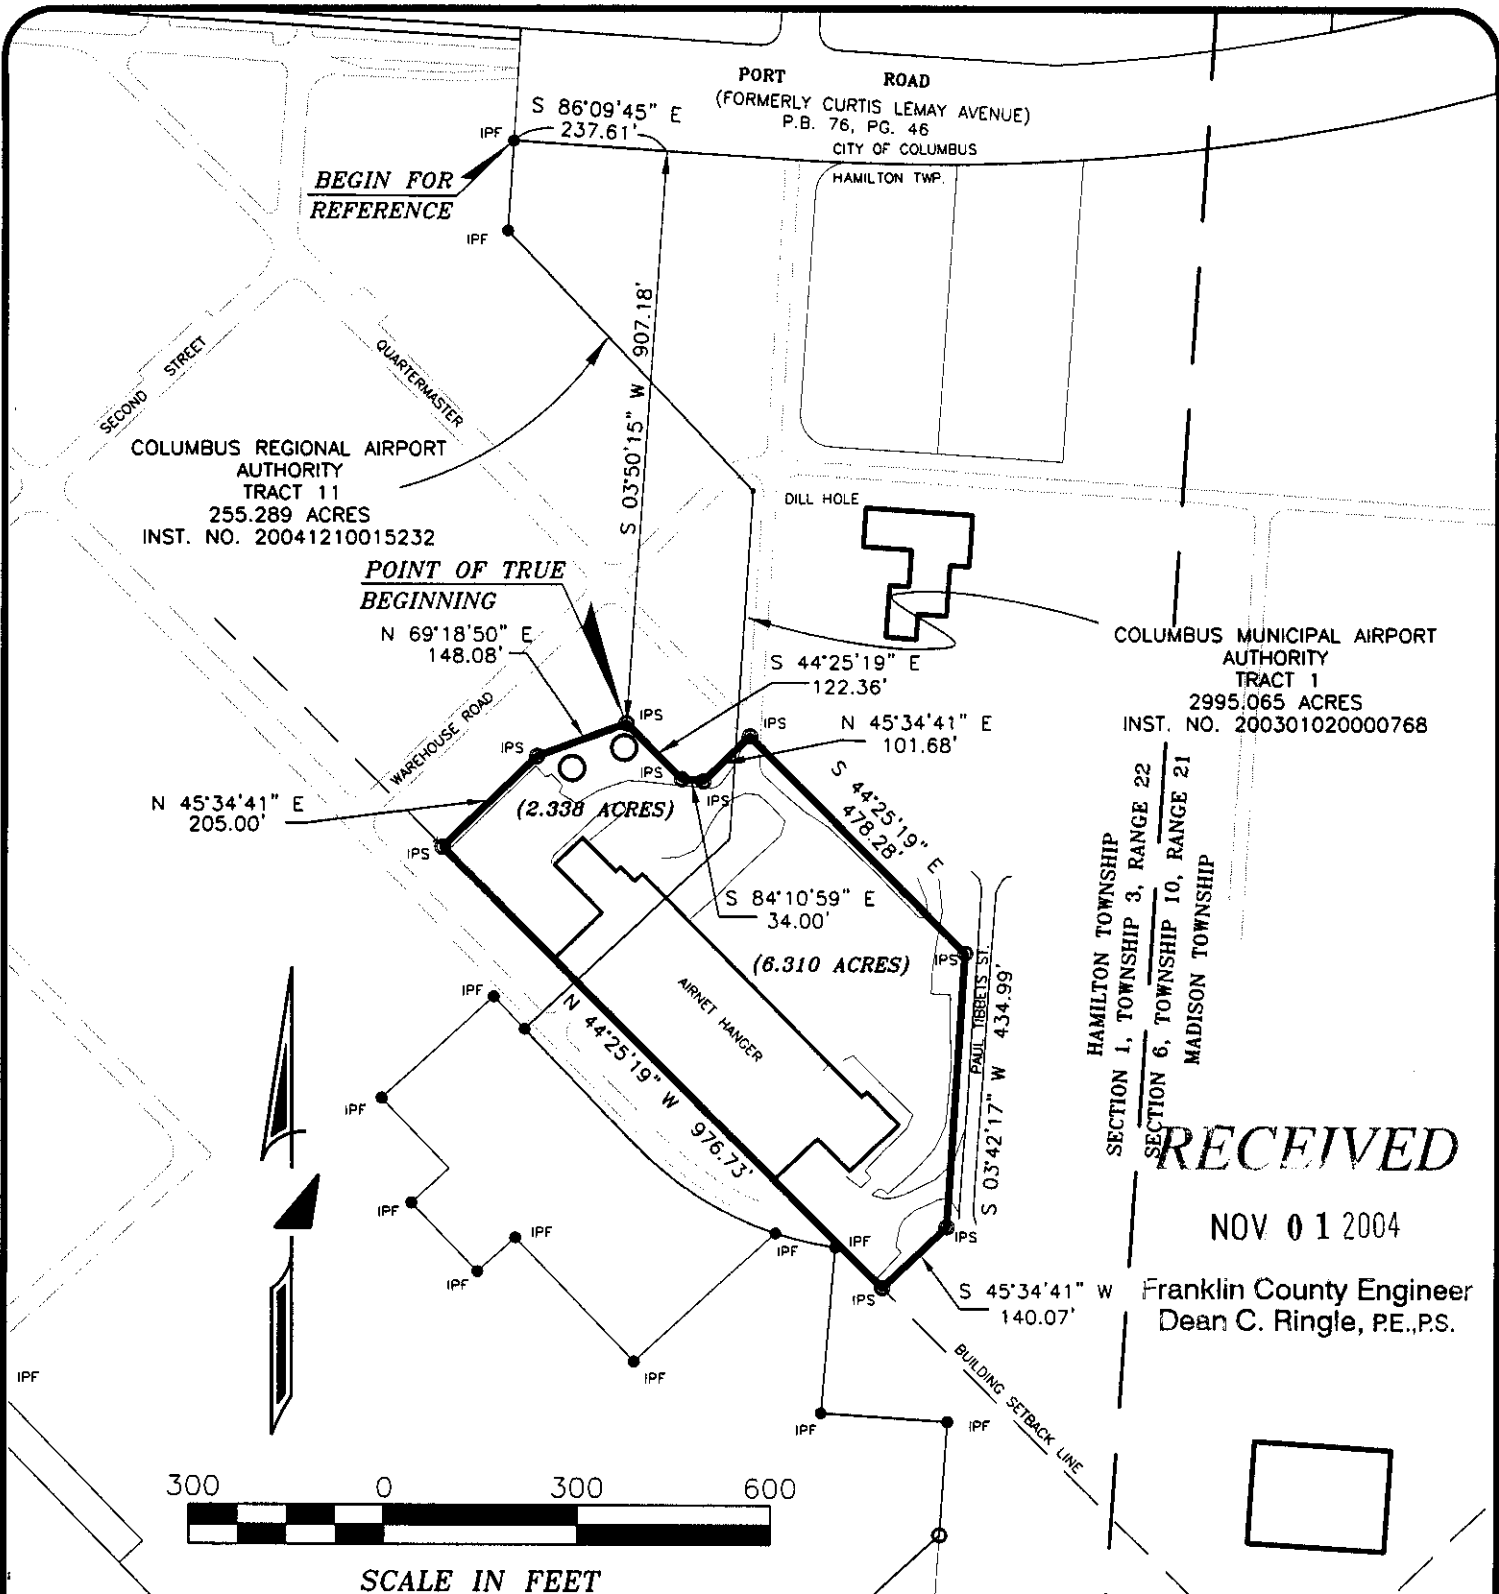 PORT ROAD
(FORMERLY CURTIS LEMAY AVENUE)
P.B. 76, PG. 46
CITY OF COLUMBUS
HAMILTON TWP.
S 86°09'45" E
237.61'
IPF
BEGIN FOR
REFERENCE
IPF
S 03°50'15" W 907.18'
SECOND STREET
QUARTERMASTER
COLUMBUS REGIONAL AIRPORT
AUTHORITY
TRACT 11
255.289 ACRES
INST. NO. 20041210015232
DILL HOLE
POINT OF TRUE
BEGINNING
N 69°18'50" E
148.08'
COLUMBUS MUNICIPAL AIRPORT
AUTHORITY
TRACT 1
2995.065 ACRES
INST. NO. 200301020000768
S 44°25'19" E
122.36'
N 45°34'41" E
101.68'
IPS
IPS
IPS
IPS
IPS
WAREHOUSE ROAD
N 45°34'41" E
205.00'
IPS
(2.338 ACRES)
S 44°25'19" E
478.28'
S 84°10'59" E
34.00'
(6.310 ACRES)
IPS
AIRNET HANGER
PAUL TIBBETS ST.
S 03°42'17" W 434.99'
N 44°25'19" W 976.73'
HAMILTON TOWNSHIP
SECTION 1, TOWNSHIP 3, RANGE 22
SECTION 6, TOWNSHIP 10, RANGE 21
MADISON TOWNSHIP
IPF
IPF
IPF
IPF
IPF
IPF
IPF
IPF
IPS
IPS
S 45°34'41" W
140.07'
RECEIVED
NOV 01 2004
Franklin County Engineer
Dean C. Ringle, P.E.,P.S.
BUILDING SETBACK LINE
IPF
IPF
IPF
300 0 300 600
SCALE IN FEET